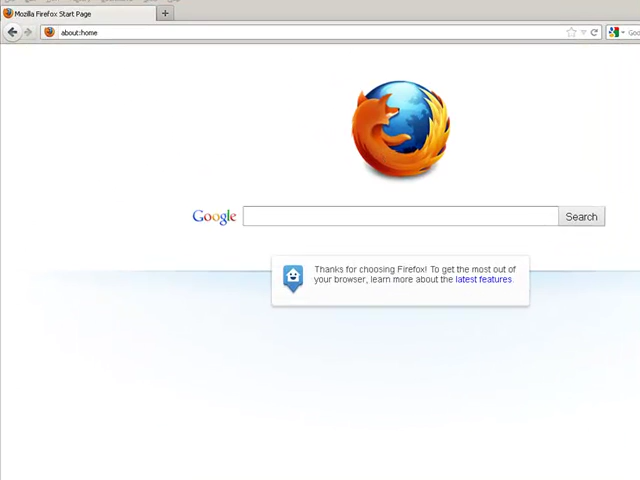 Mozilla Firefox Start Page
about:home
Goo
Google
Search
Thanks for choosing Firefox! To get the most out of
your browser, learn more about the latest features.